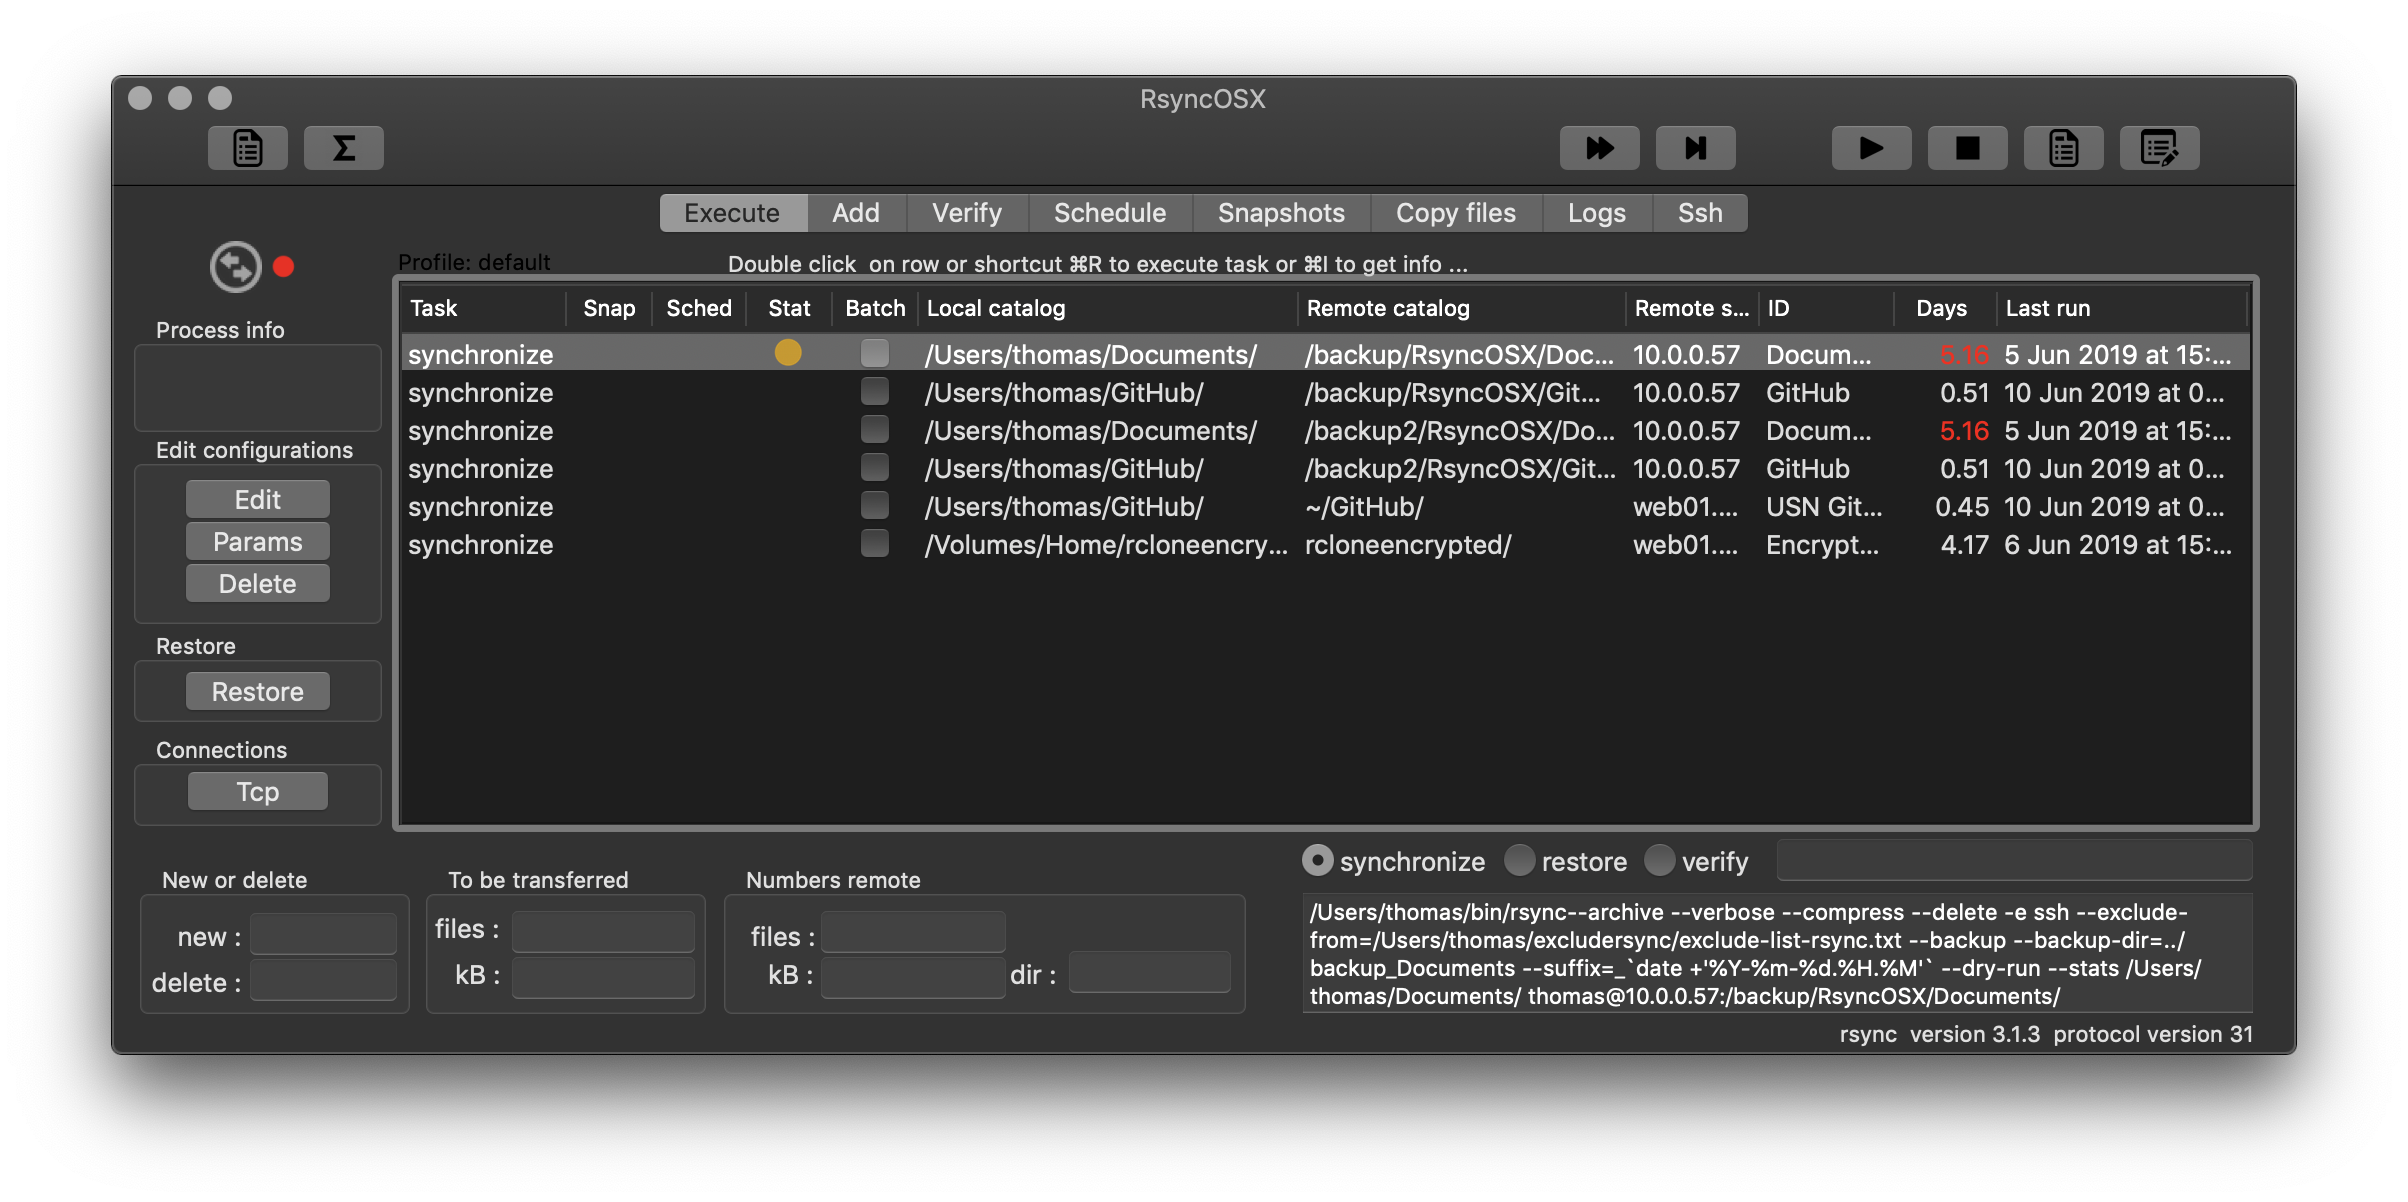 RsyncOSX
Σ
Execute Add Verify Schedule Snapshots Copy files Logs Ssh
Profile: default
Double click  on row or shortcut ⌘R to execute task or ⌘I to get info ...
Process info
Edit configurations
Edit
Params
Delete
Restore
Restore
Connections
Tcp
Task Snap Sched Stat Batch Local catalog Remote catalog Remote s... ID Days Last run
synchronize /Users/thomas/Documents/ /backup/RsyncOSX/Doc... 10.0.0.57 Docum... 5.16 5 Jun 2019 at 15:...
synchronize /Users/thomas/GitHub/ /backup/RsyncOSX/Git... 10.0.0.57 GitHub 0.51 10 Jun 2019 at 0...
synchronize /Users/thomas/Documents/ /backup2/RsyncOSX/Do... 10.0.0.57 Docum... 5.16 5 Jun 2019 at 15:...
synchronize /Users/thomas/GitHub/ /backup2/RsyncOSX/Git... 10.0.0.57 GitHub 0.51 10 Jun 2019 at 0...
synchronize /Users/thomas/GitHub/ ~/GitHub/ web01.... USN Git... 0.45 10 Jun 2019 at 0...
synchronize /Volumes/Home/rcloneencry... rcloneencrypted/ web01.... Encrypt... 4.17 6 Jun 2019 at 15:...
New or delete
new :
delete :
To be transferred
files :
kB :
Numbers remote
files :
kB :
dir :
synchronize restore verify
/Users/thomas/bin/rsync--archive --verbose --compress --delete -e ssh --exclude-
from=/Users/thomas/excludersync/exclude-list-rsync.txt --backup --backup-dir=../
backup_Documents --suffix=_`date +'%Y-%m-%d.%H.%M'` --dry-run --stats /Users/
thomas/Documents/ thomas@10.0.0.57:/backup/RsyncOSX/Documents/
rsync  version 3.1.3  protocol version 31